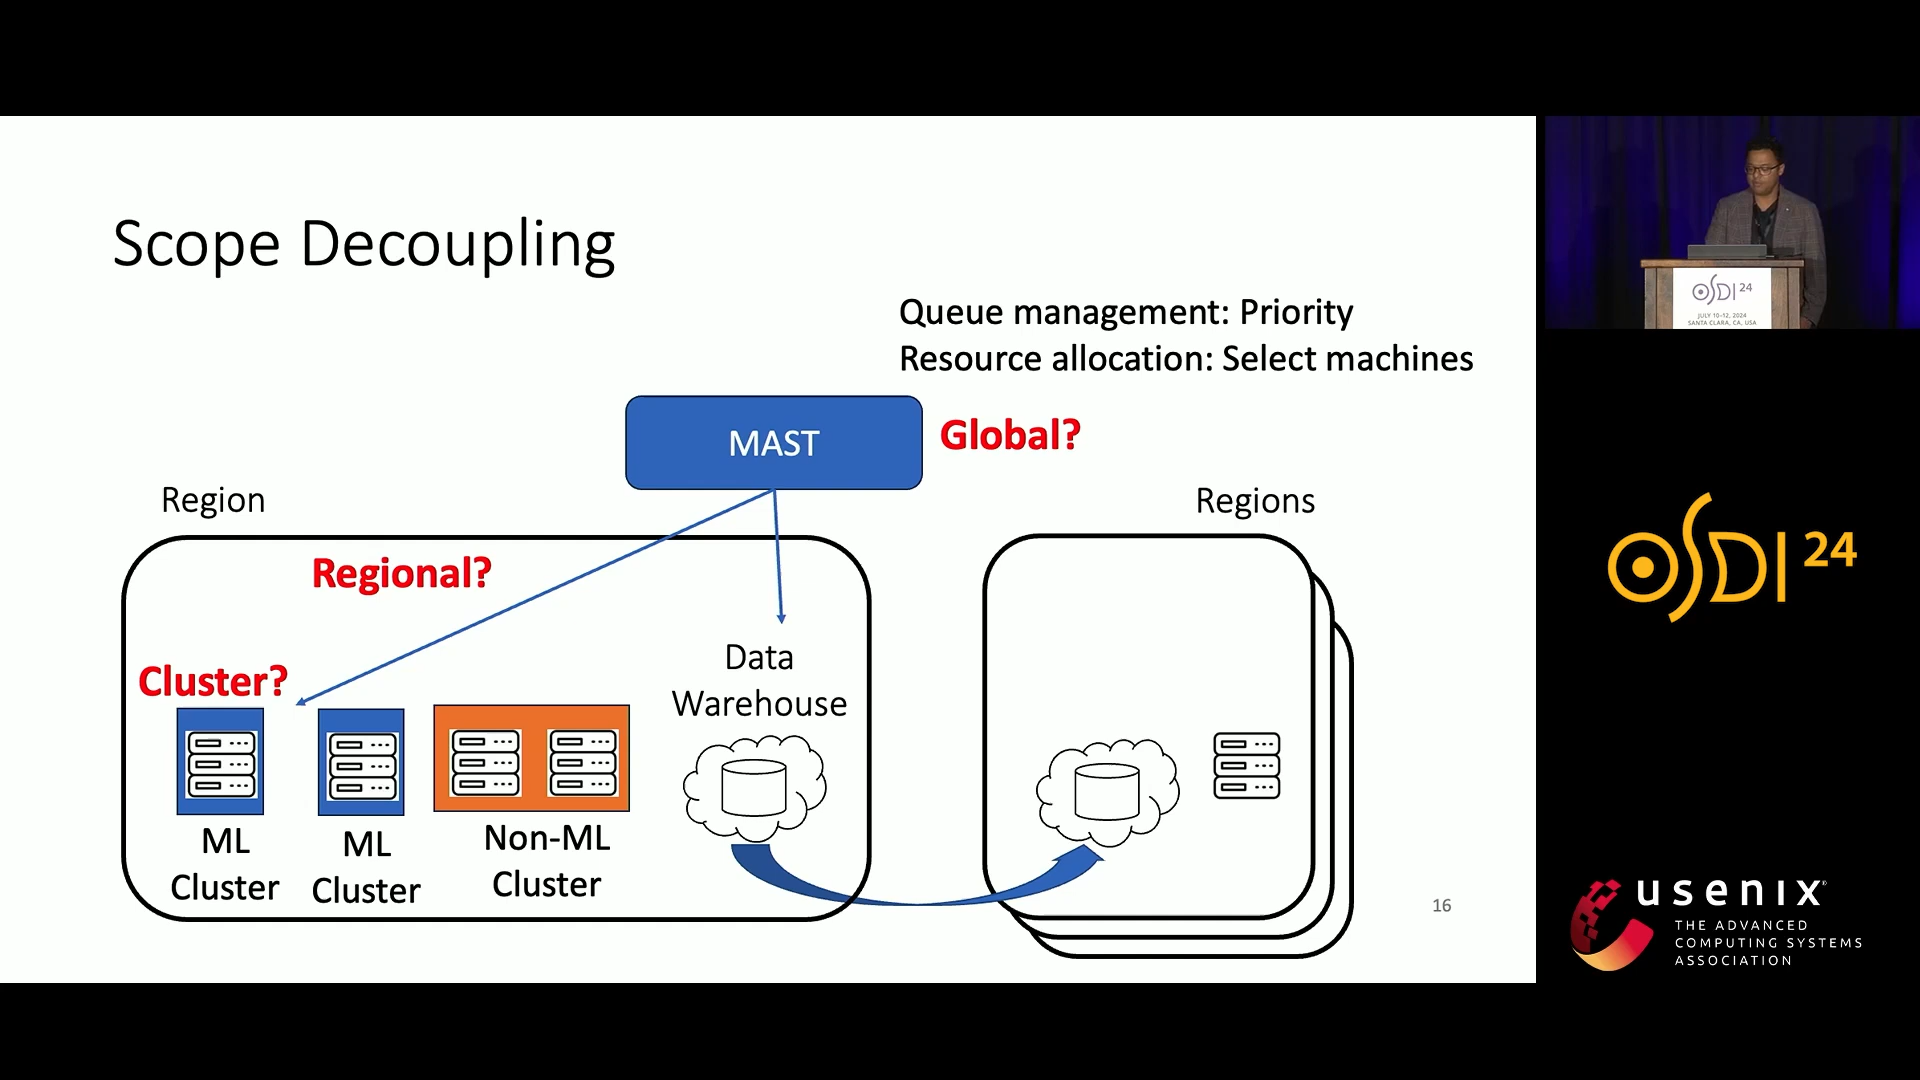 Scope Decoupling
Queue management: Priority
Resource allocation: Select machines
MAST
Global?
Region
Regions
Regional?
Cluster?
Data
Warehouse
ML
Cluster
ML
Cluster
Non-ML
Cluster
16
OSDI 24
JULY 10–12, 2024
SANTA CLARA, CA, USA
OSDI 24
usenix
THE ADVANCED
COMPUTING SYSTEMS
ASSOCIATION